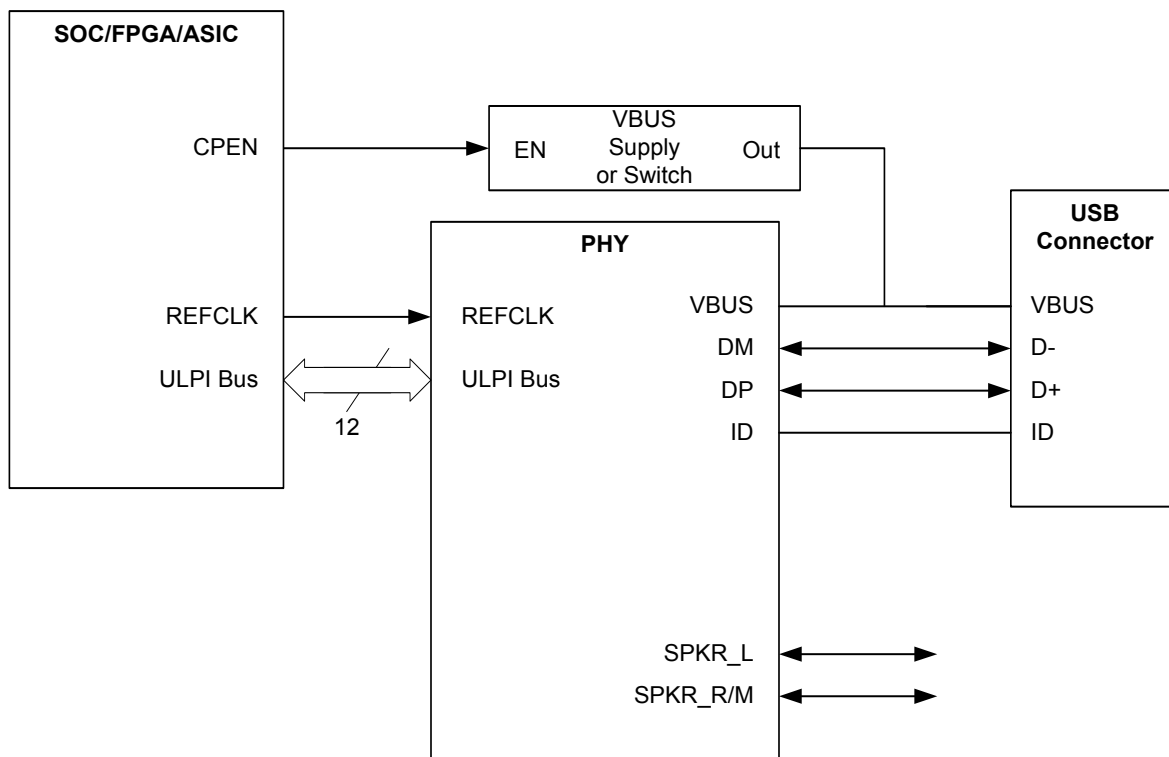 SOC/FPGA/ASIC
CPEN
REFCLK
ULPI Bus
12
EN
VBUS
Supply
or Switch
Out
PHY
REFCLK
ULPI Bus
VBUS
DM
DP
ID
SPKR_L
SPKR_R/M
USB
Connector
VBUS
D-
D+
ID